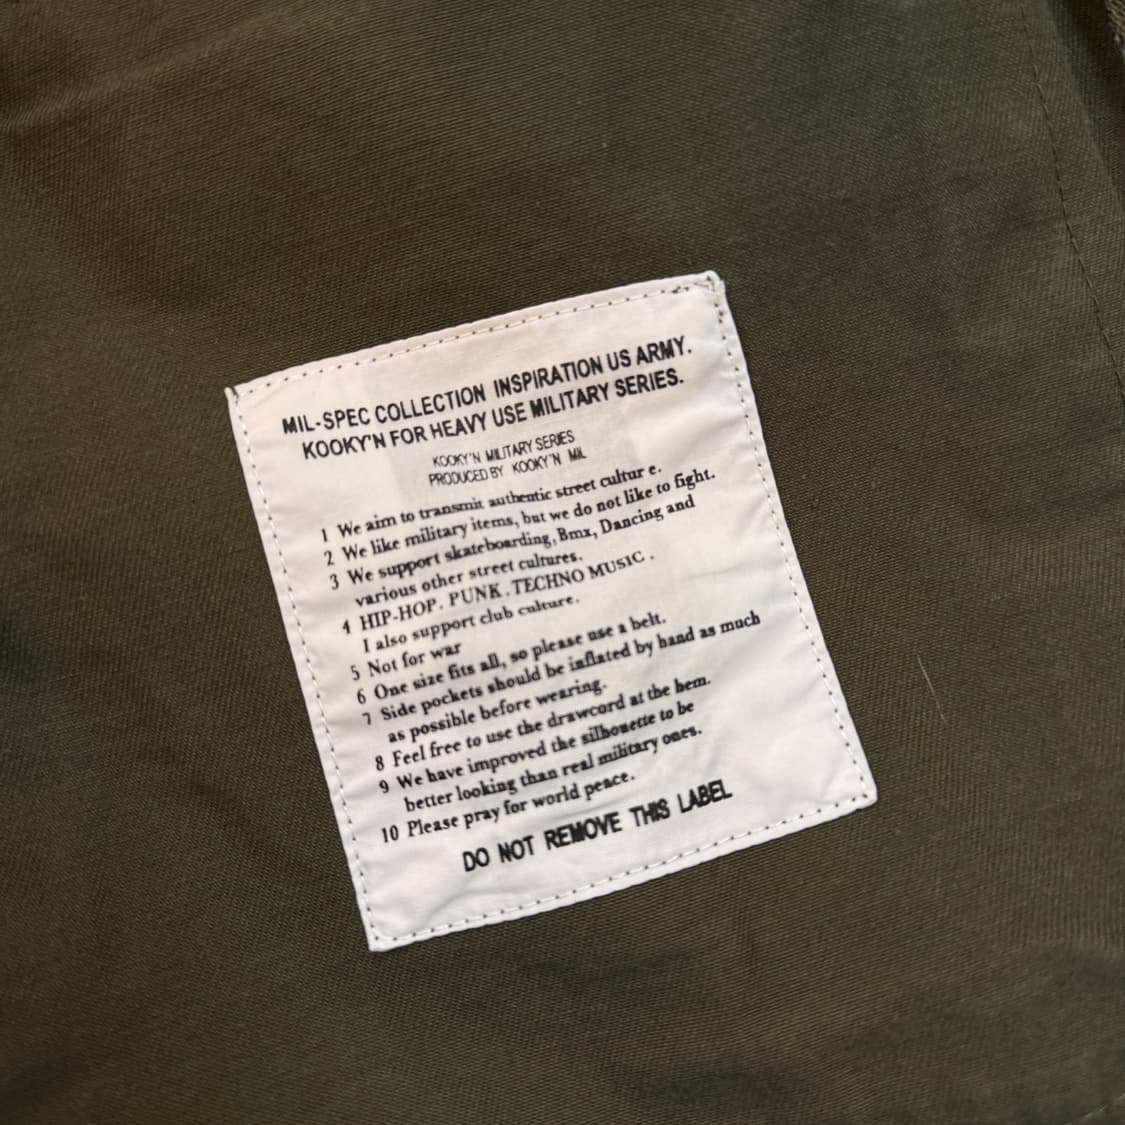 MIL-SPEC COLLECTION INSPIRATION US ARMY.
KOOKY'N FOR HEAVY USE MILITARY SERIES.
KOOKY'N MILITARY SERIES
PRODUCED BY KOOKY'N MIL
1 We aim to transmit authentic street cultur e.
2 We like military items, but we do not like to fight.
3 We support skateboarding, Bmx, Dancing and
various other street cultures.
4 HIP-HOP. PUNK. TECHNO MUSIC .
I also support club culture.
5 Not for war
6 One size fits all, so please use a belt.
7 Side pockets should be inflated by hand as much
as possible before wearing.
8 Feel free to use the drawcord at the hem.
9 We have improved the silhouette to be
better looking than real military ones.
10 Please pray for world peace.
DO NOT REMOVE THIS LABEL